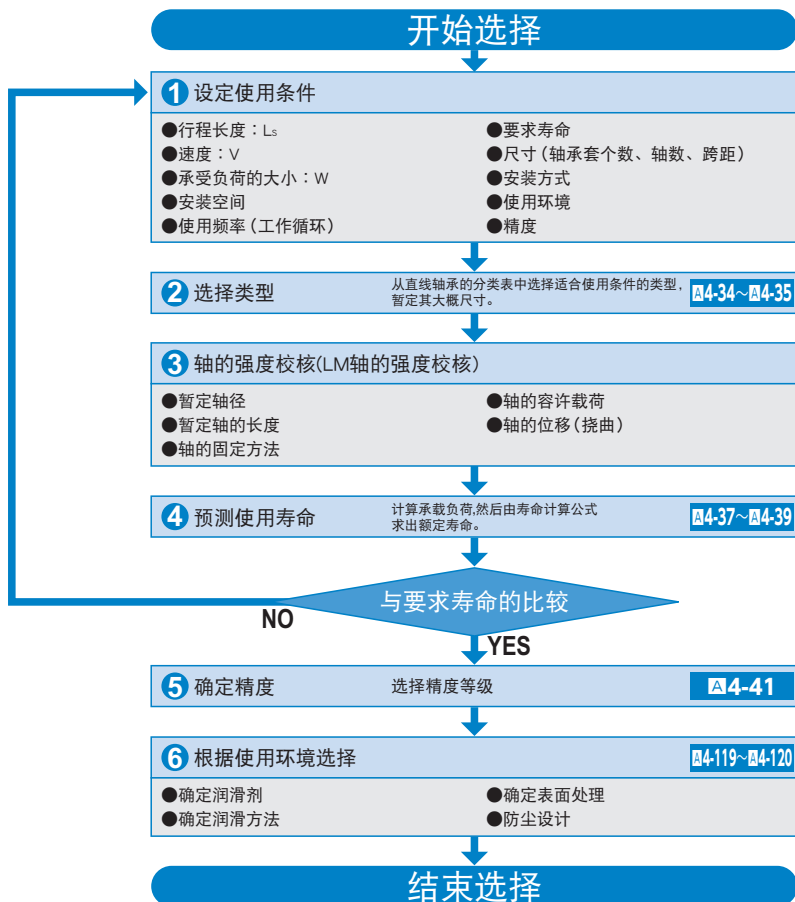 开始选择
1 设定使用条件
●行程长度：Ls
●速度：V
●承受负荷的大小：W
●安装空间
●使用频率（工作循环）
●要求寿命
●尺寸（轴承套个数、轴数、跨距）
●安装方式
●使用环境
●精度
2 选择类型
从直线轴承的分类表中选择适合使用条件的类型，
暂定其大概尺寸。
A4-34～A4-35
3 轴的强度校核(LM轴的强度校核）
●暂定轴径
●暂定轴的长度
●轴的固定方法
●轴的容许载荷
●轴的位移（挠曲）
4 预测使用寿命
计算承载负荷,然后由寿命计算公式
求出额定寿命。
A4-37～A4-39
与要求寿命的比较
NO
YES
5 确定精度
选择精度等级
A4-41
6 根据使用环境选择
A4-119～A4-120
●确定润滑剂
●确定润滑方法
●确定表面处理
●防尘设计
结束选择